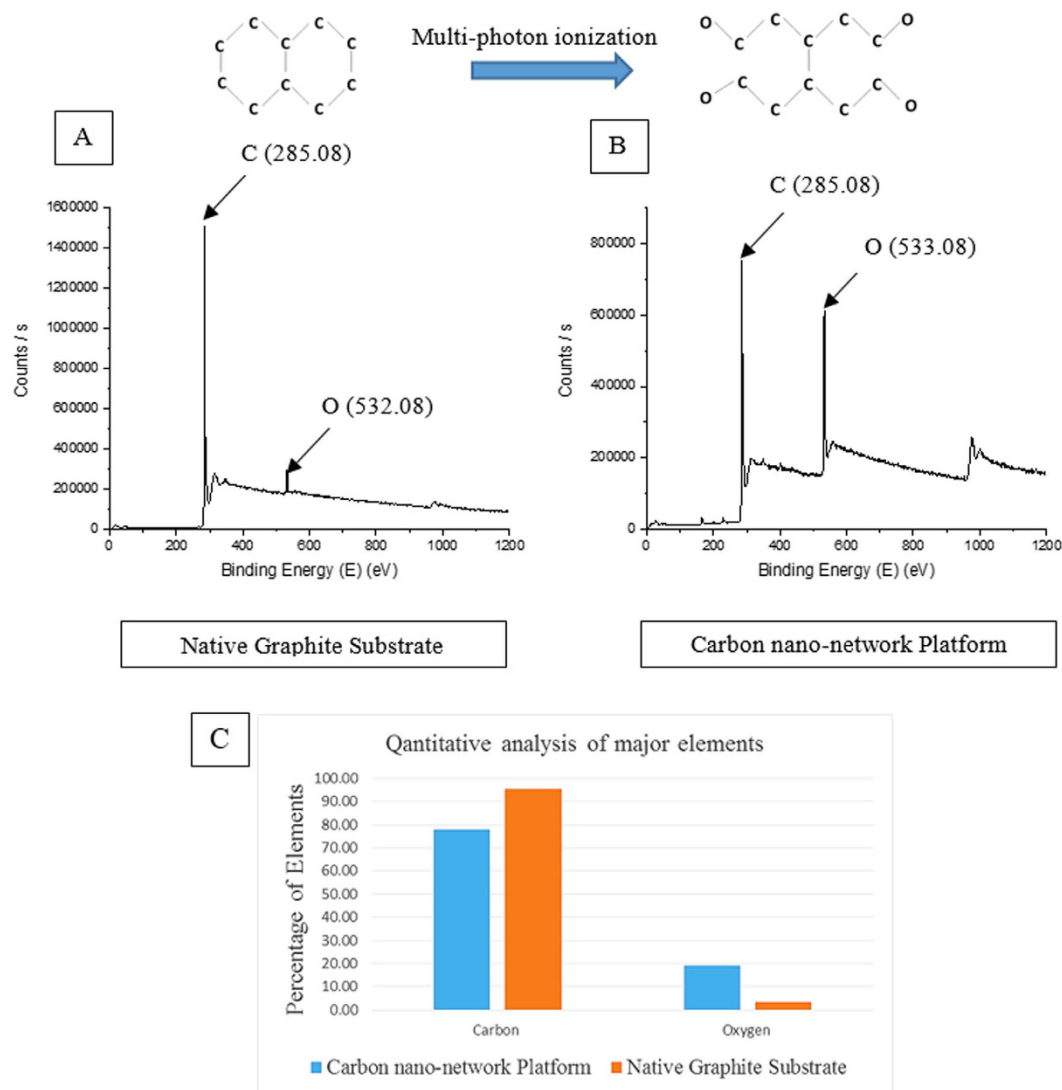 C C C C
Multi-photon ionization
O C C C C O
C C C C
C C
O C C C C O
C C C C C C
A
C (285.08)
O (532.08)
1600000
1400000
1200000
1000000
800000
600000
400000
200000
0
Counts / s
0 200 400 600 800 1000 1200
Binding Energy (E) (eV)
Native Graphite Substrate
B
C (285.08)
O (533.08)
800000
600000
400000
200000
0
Counts / s
0 200 400 600 800 1000 1200
Binding Energy (E) (eV)
Carbon nano-network Platform
C
Qantitative analysis of major elements
Percentage of Elements
100.00
90.00
80.00
70.00
60.00
50.00
40.00
30.00
20.00
10.00
0.00
Carbon Oxygen
Carbon nano-network Platform Native Graphite Substrate